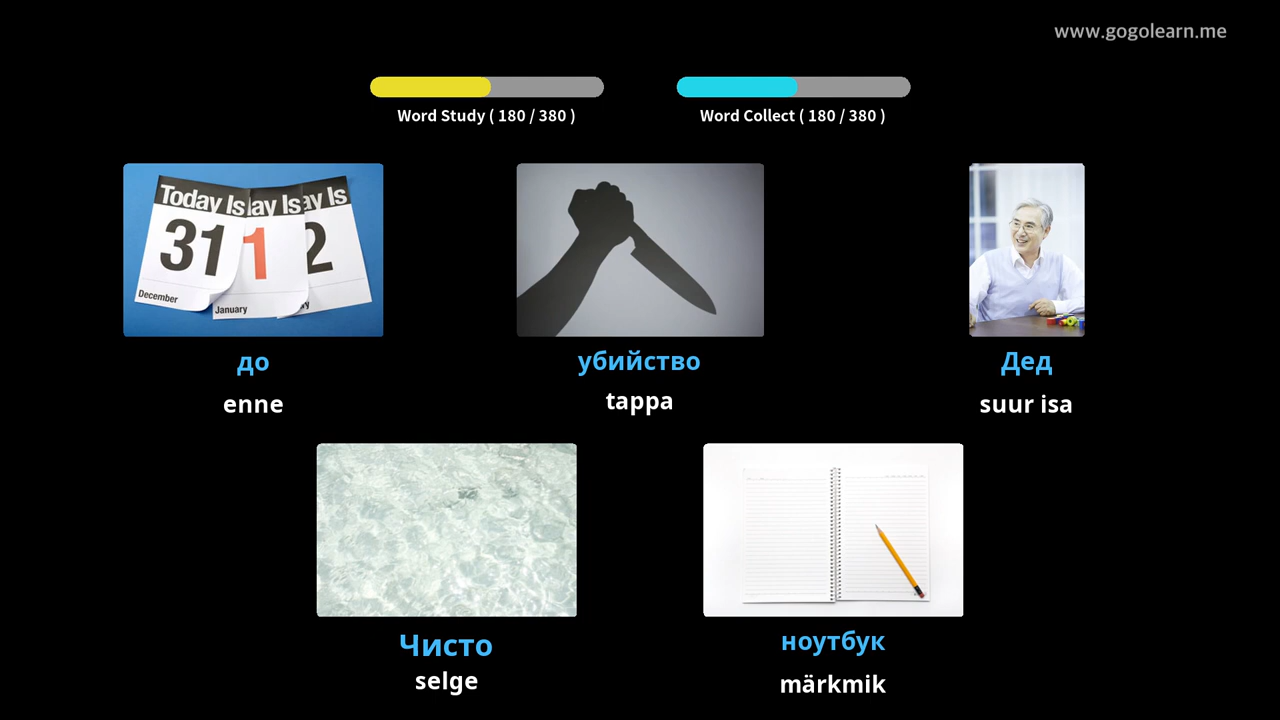 www.gogolearn.me
Word Study ( 180 / 380 )
Word Collect ( 180 / 380 )
Today Is
lay Is
ay Is
31
1
2
December
January
до
enne
убийство
tappa
Дед
suur isa
Чисто
selge
ноутбук
märkmik